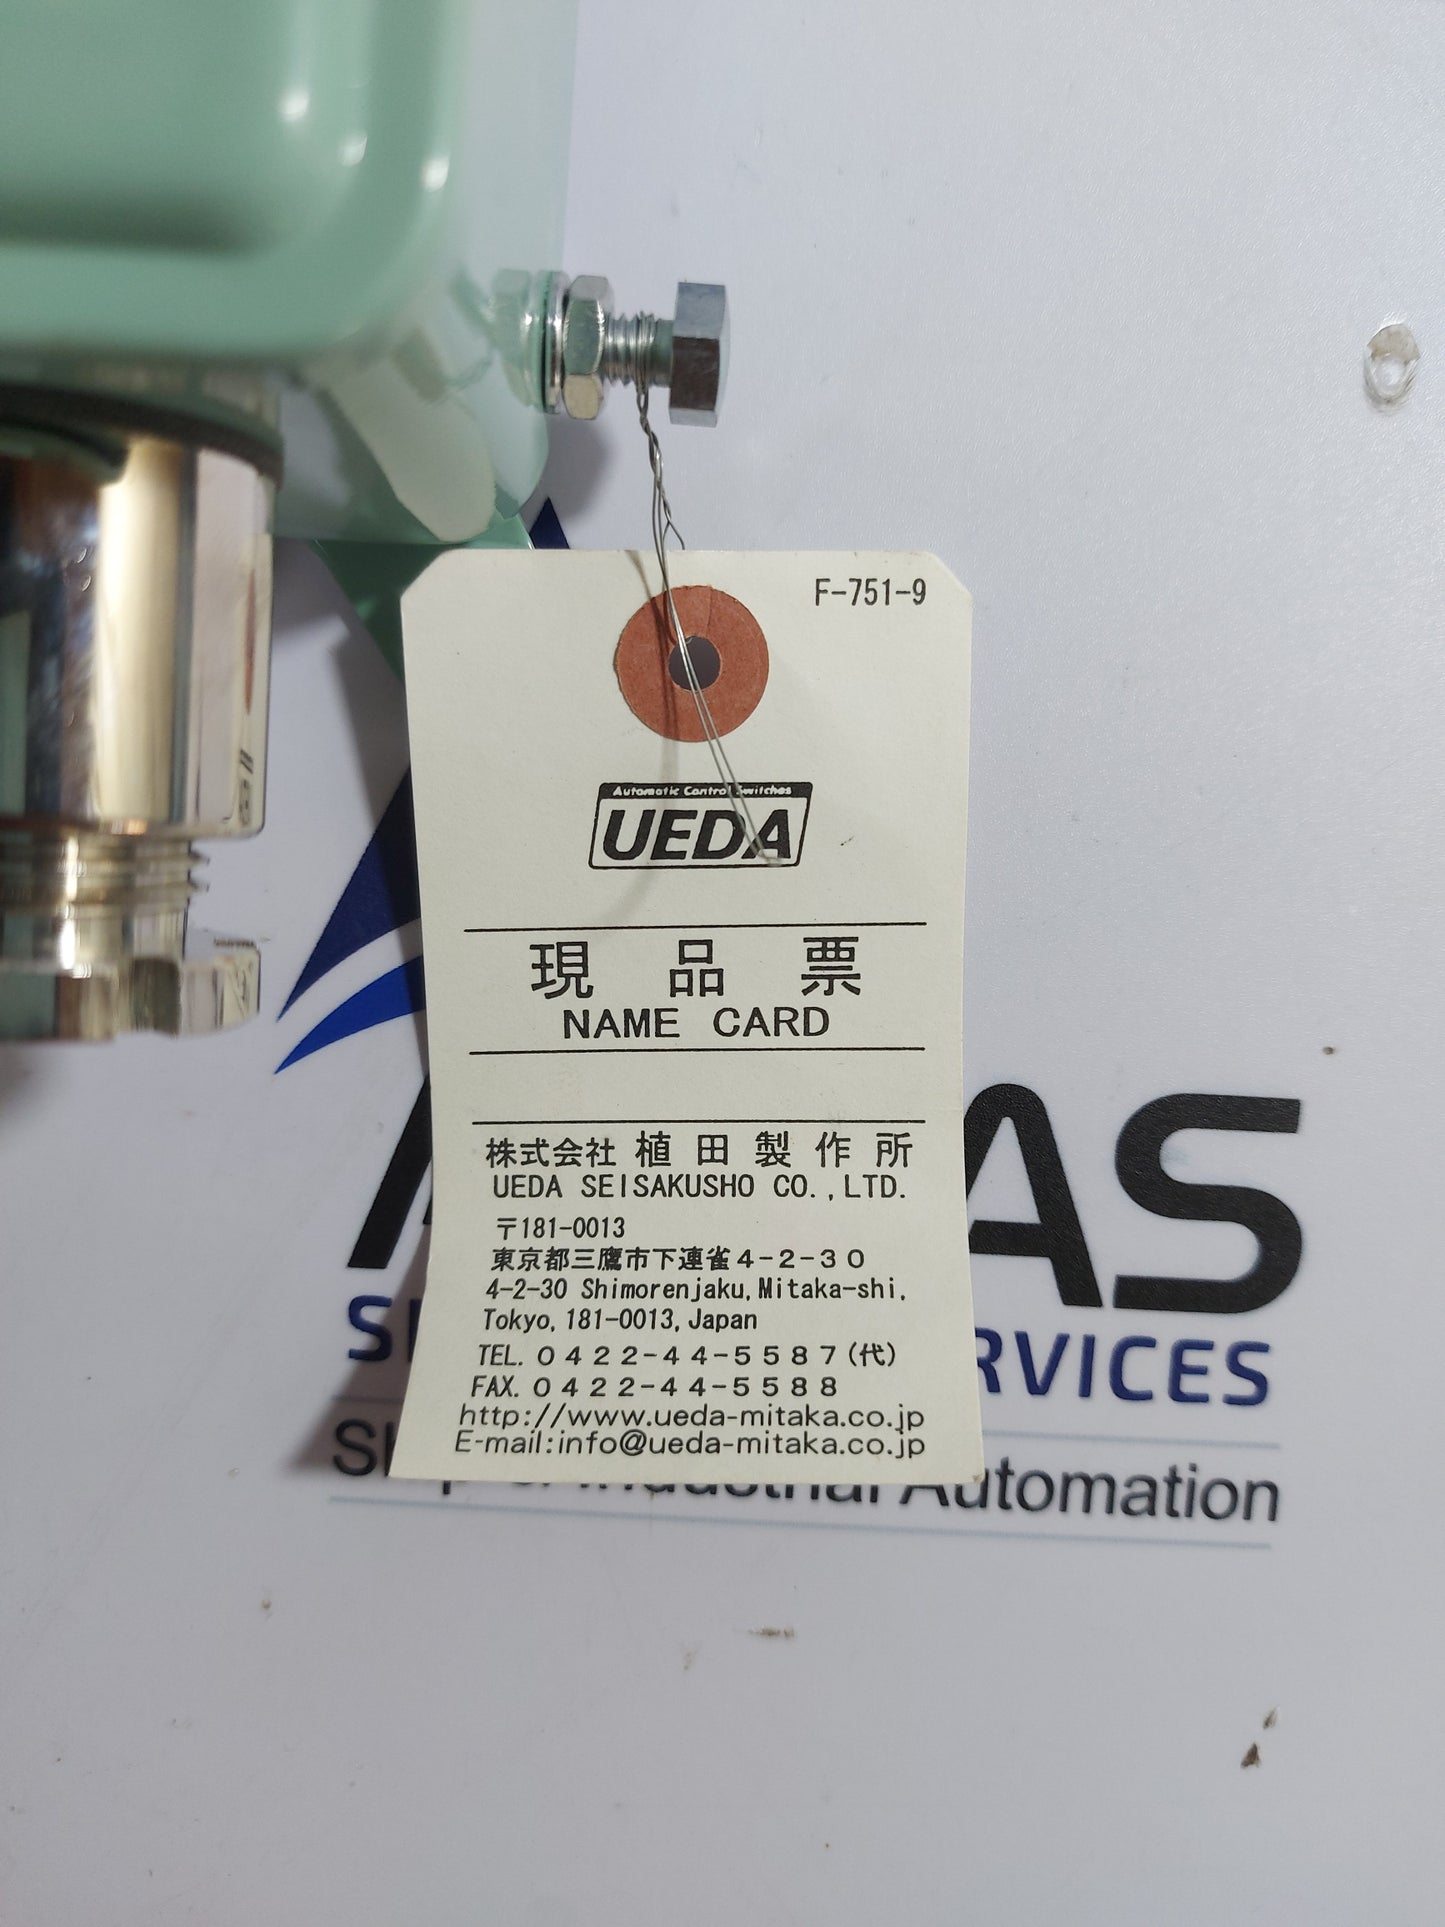 F-751-9
Automatic Control Switches
UEDA
現品票
NAME CARD
株式会社 植田製作所
UEDA SEISAKUSHO CO.,LTD.
〒181-0013
東京都三鷹市下連雀4-2-30
4-2-30 Shimorenjaku,Mitaka-shi,
Tokyo,181-0013,Japan
TEL.0422-44-5587(代)
FAX.0422-44-5588
http://www.ueda-mitaka.co.jp
E-mail:info@ueda-mitaka.co.jp
AS
RVICES
Industrial Automation